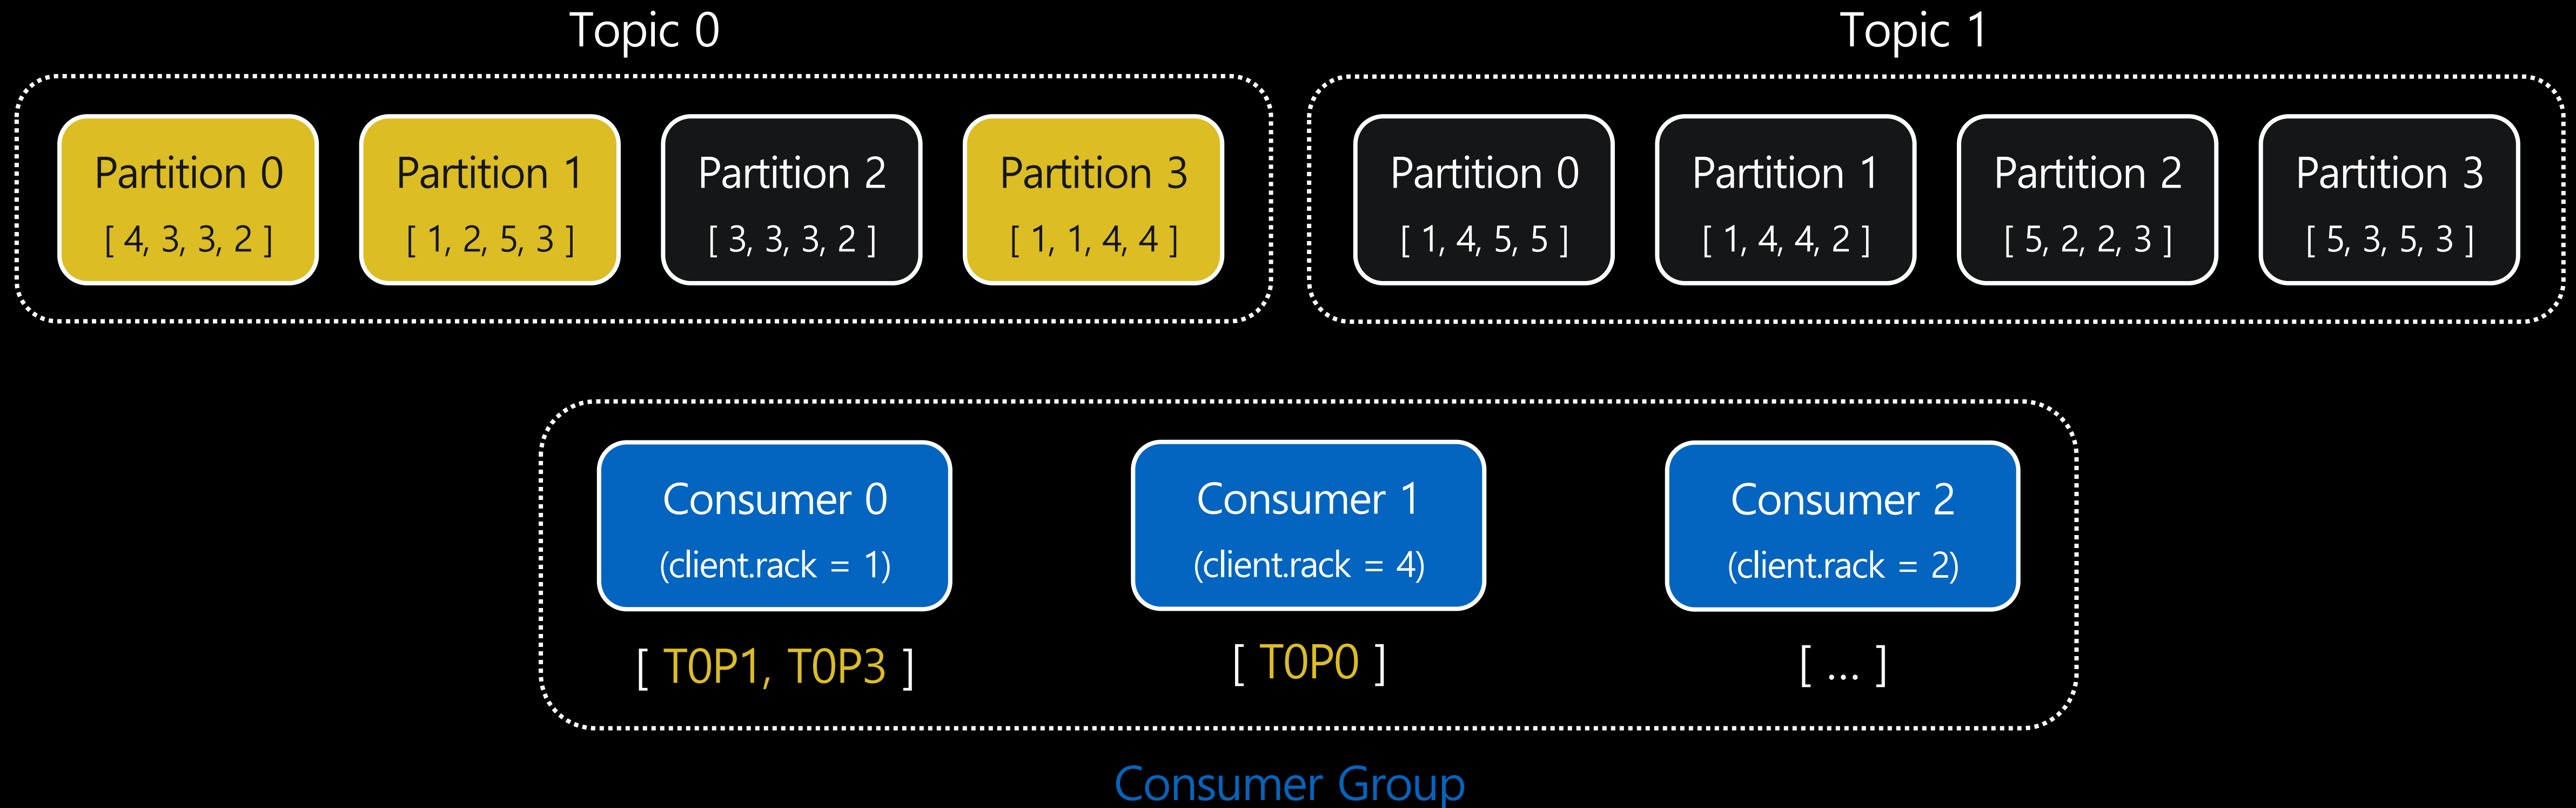 Topic 0
Topic 1
Partition 0
[ 4, 3, 3, 2 ]
Partition 1
[ 1, 2, 5, 3 ]
Partition 2
[ 3, 3, 3, 2 ]
Partition 3
[ 1, 1, 4, 4 ]
Partition 0
[ 1, 4, 5, 5 ]
Partition 1
[ 1, 4, 4, 2 ]
Partition 2
[ 5, 2, 2, 3 ]
Partition 3
[ 5, 3, 5, 3 ]
Consumer 0
(client.rack = 1)
[ T0P1, T0P3 ]
Consumer 1
(client.rack = 4)
[ T0P0 ]
Consumer 2
(client.rack = 2)
[ ... ]
Consumer Group